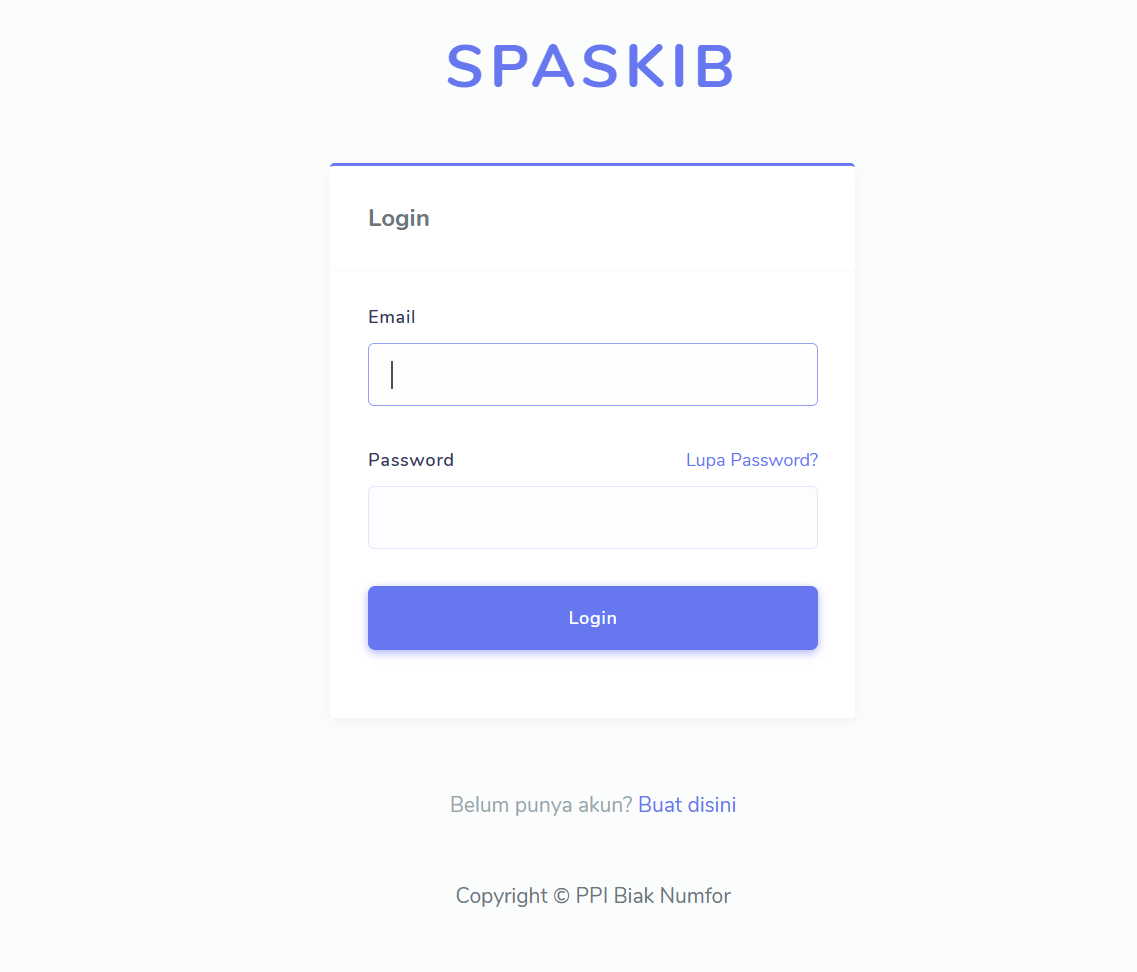 SPASKIB
Login
Email
Password Lupa Password?
Login
Belum punya akun? Buat disini
Copyright © PPI Biak Numfor